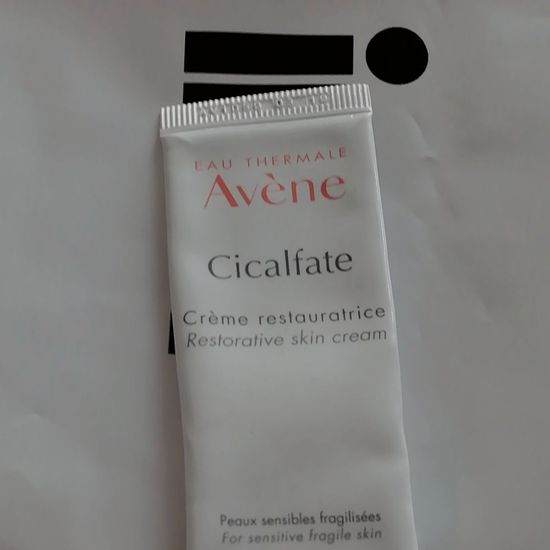 EAU THERMALE
Avène
Cicalfate
Crème restauratrice
Restorative skin cream
Peaux sensibles fragilisées
For sensitive fragile skin